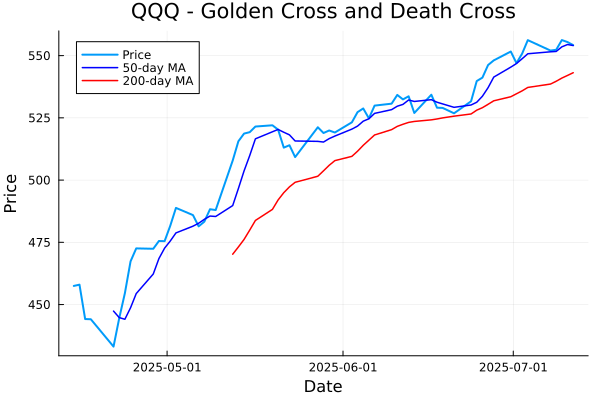 QQQ - Golden Cross and Death Cross
Price
50-day MA
200-day MA
550
525
500
475
450
Price
2025-05-01
2025-06-01
2025-07-01
Date